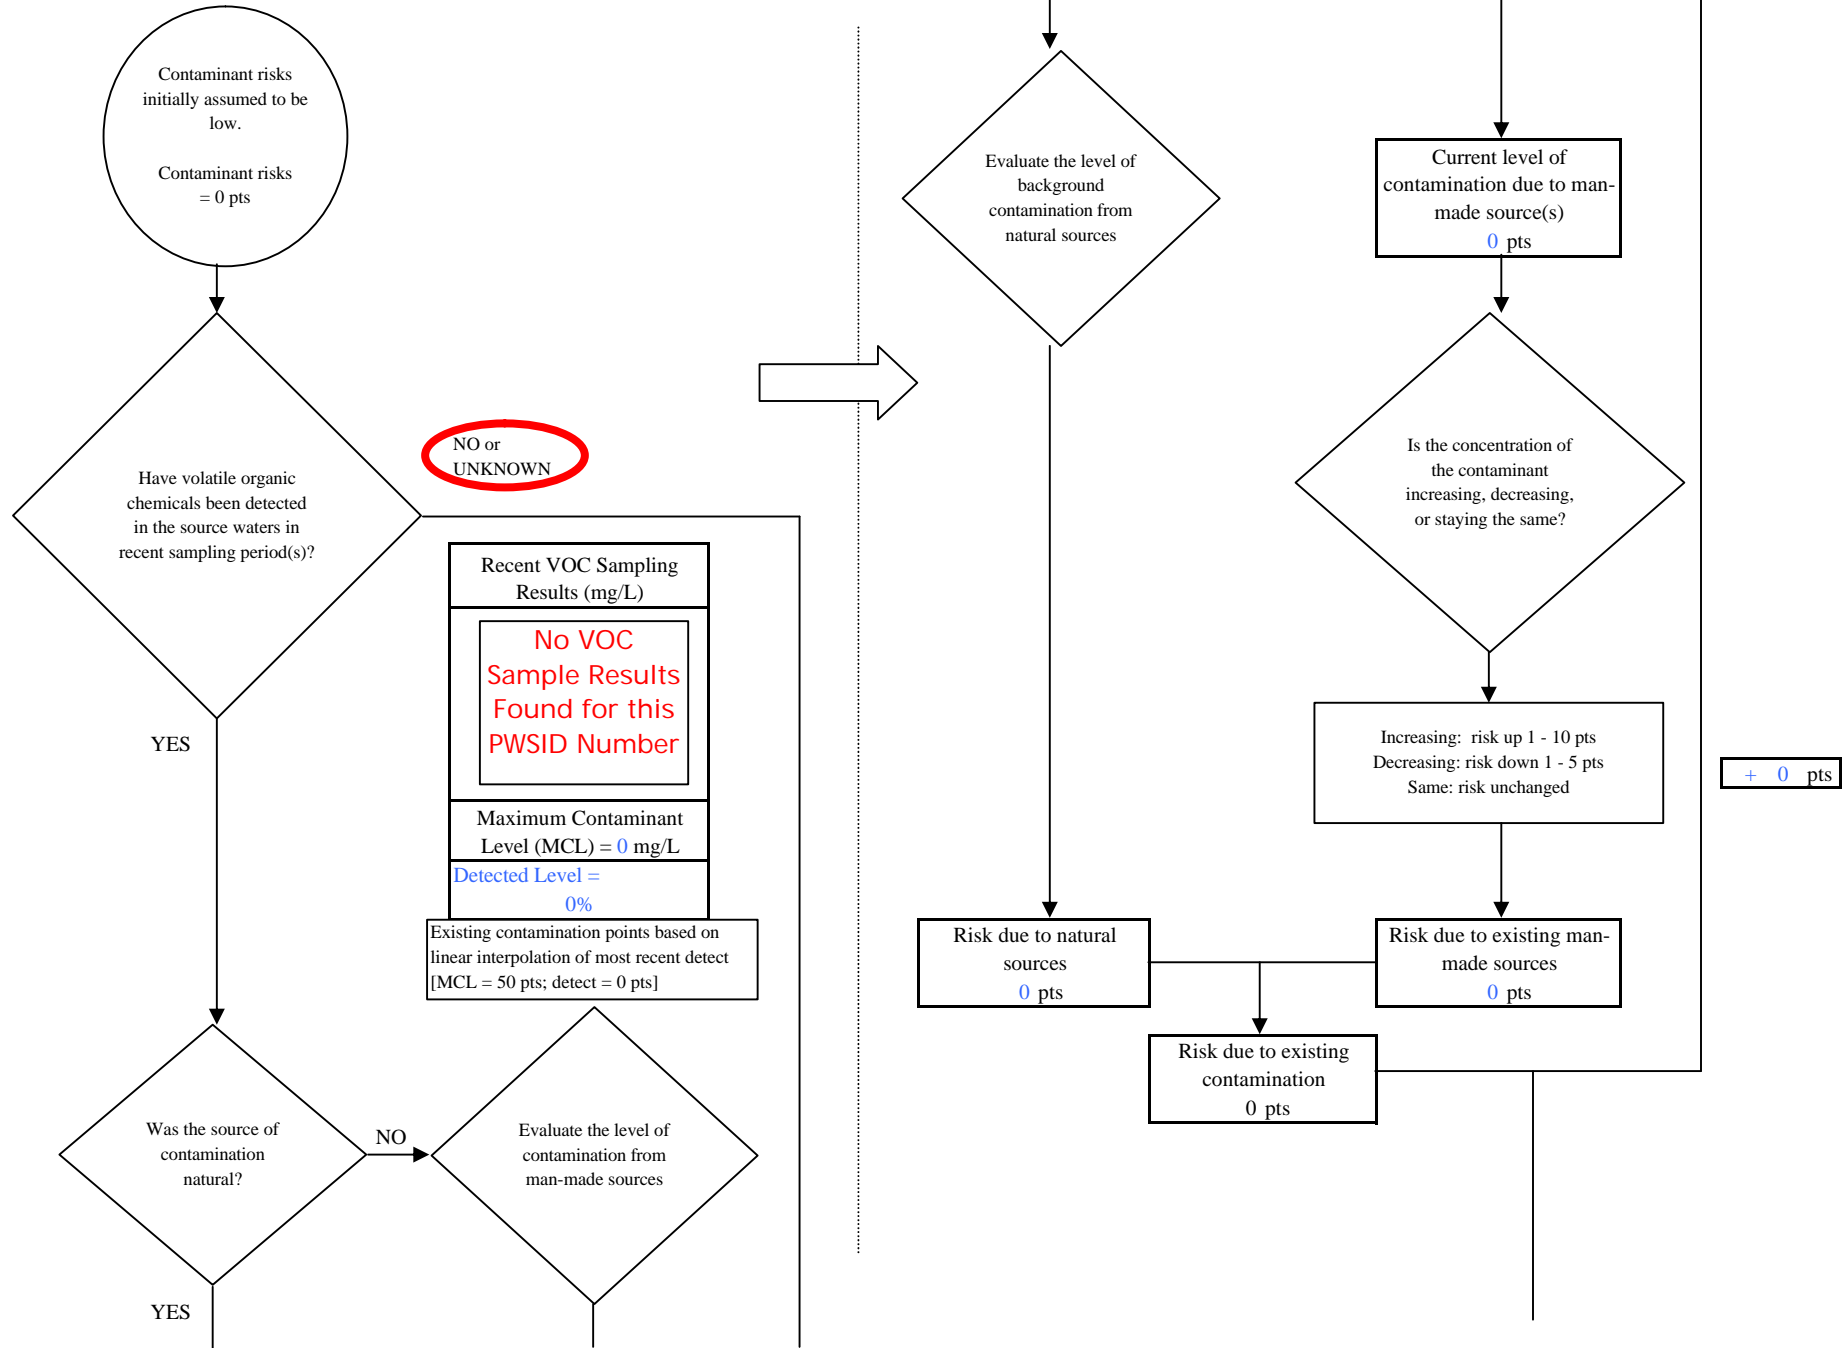 Contaminant risks
initially assumed to be
low.
Contaminant risks
= 0 pts
NO or
UNKNOWN
Have volatile organic
chemicals been detected
in the source waters in
recent sampling period(s)?
YES
Recent VOC Sampling
Results (mg/L)
No VOC
Sample Results
Found for this
PWSID Number
Maximum Contaminant
Level (MCL) = 0 mg/L
Detected Level =
0%
Existing contamination points based on
linear interpolation of most recent detect
[MCL = 50 pts; detect = 0 pts]
Was the source of
contamination
natural?
NO
Evaluate the level of
contamination from
man-made sources
YES
Evaluate the level of
background
contamination from
natural sources
Current level of
contamination due to man-
made source(s)
0 pts
Is the concentration of
the contaminant
increasing, decreasing,
or staying the same?
Increasing: risk up 1 - 10 pts
Decreasing: risk down 1 - 5 pts
Same: risk unchanged
+ 0 pts
Risk due to natural
sources
0 pts
Risk due to existing man-
made sources
0 pts
Risk due to existing
contamination
0 pts